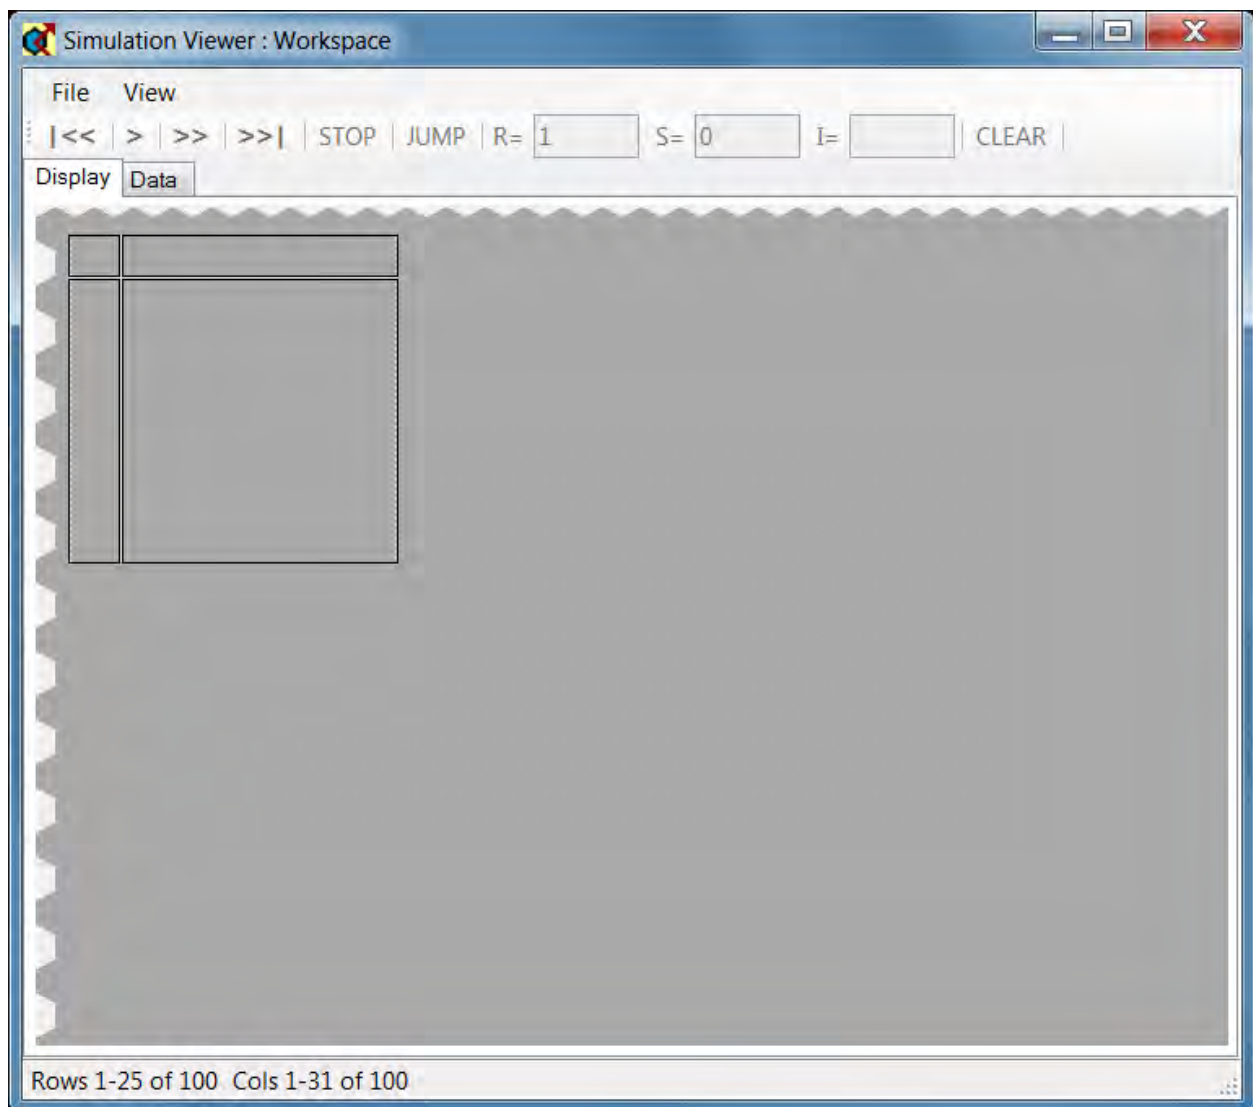 Simulation Viewer : Workspace
File View
|<< > >> >>| STOP JUMP R= 1 S= 0 I= CLEAR
Display Data
Rows 1-25 of 100 Cols 1-31 of 100